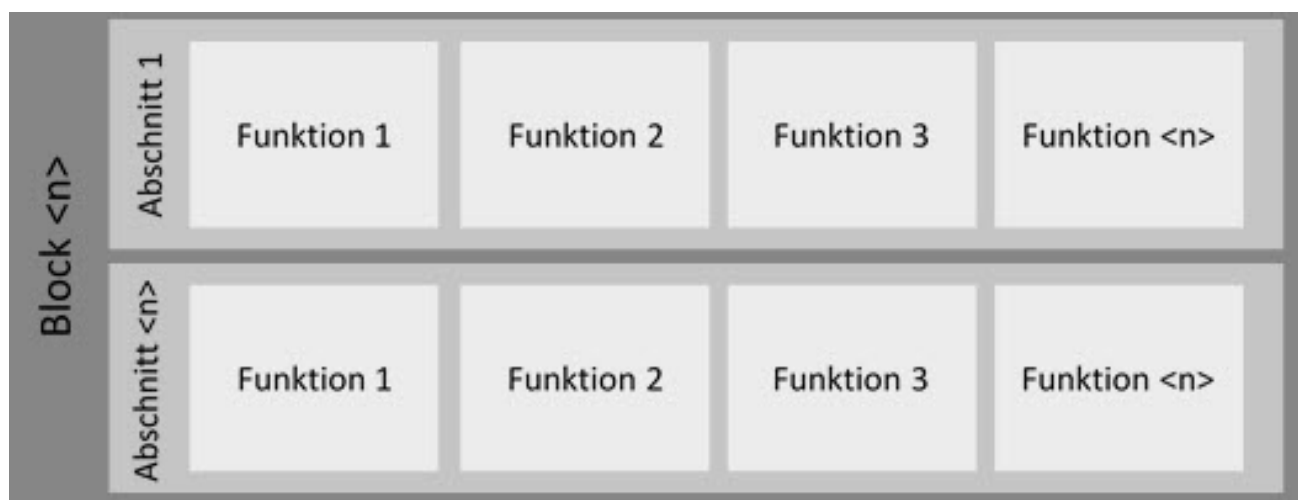 Block <n>
Abschnitt 1
Funktion 1
Funktion 2
Funktion 3
Funktion <n>
Abschnitt <n>
Funktion 1
Funktion 2
Funktion 3
Funktion <n>